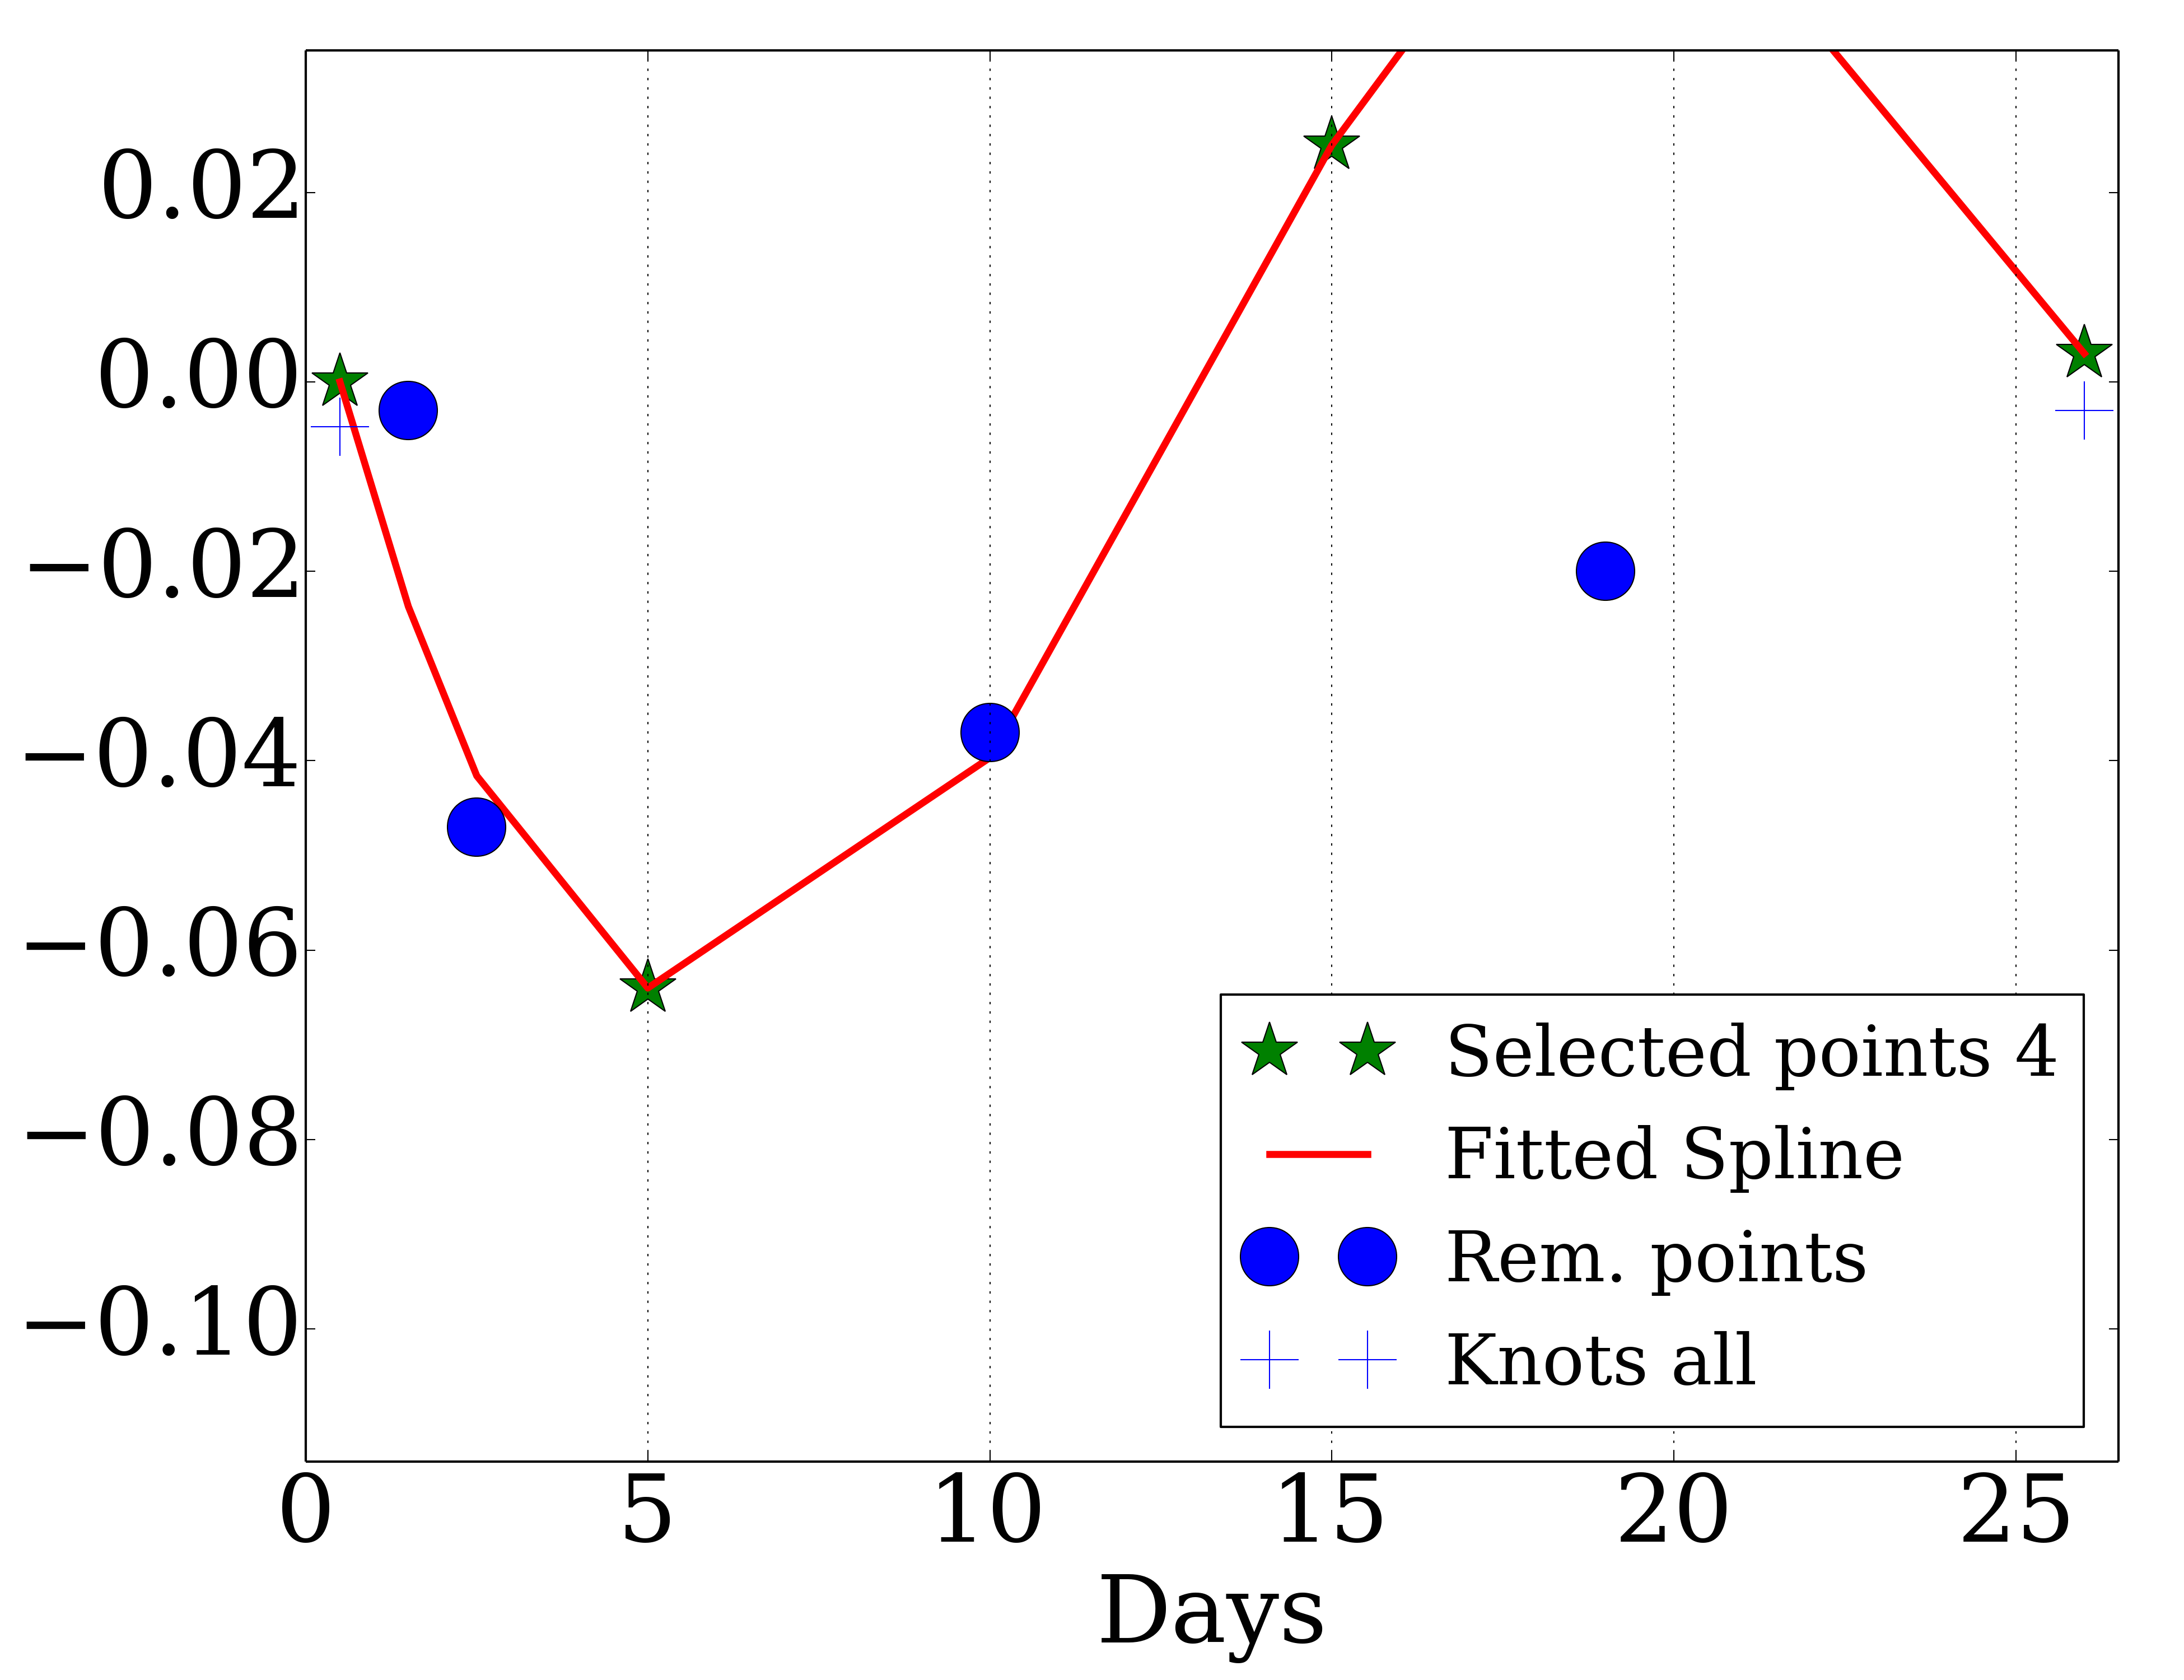 0.02
0.00
−0.02
−0.04
−0.06
−0.08
−0.10
Selected points 4
Fitted Spline
Rem. points
Knots all
0 5 10 15 20 25
Days